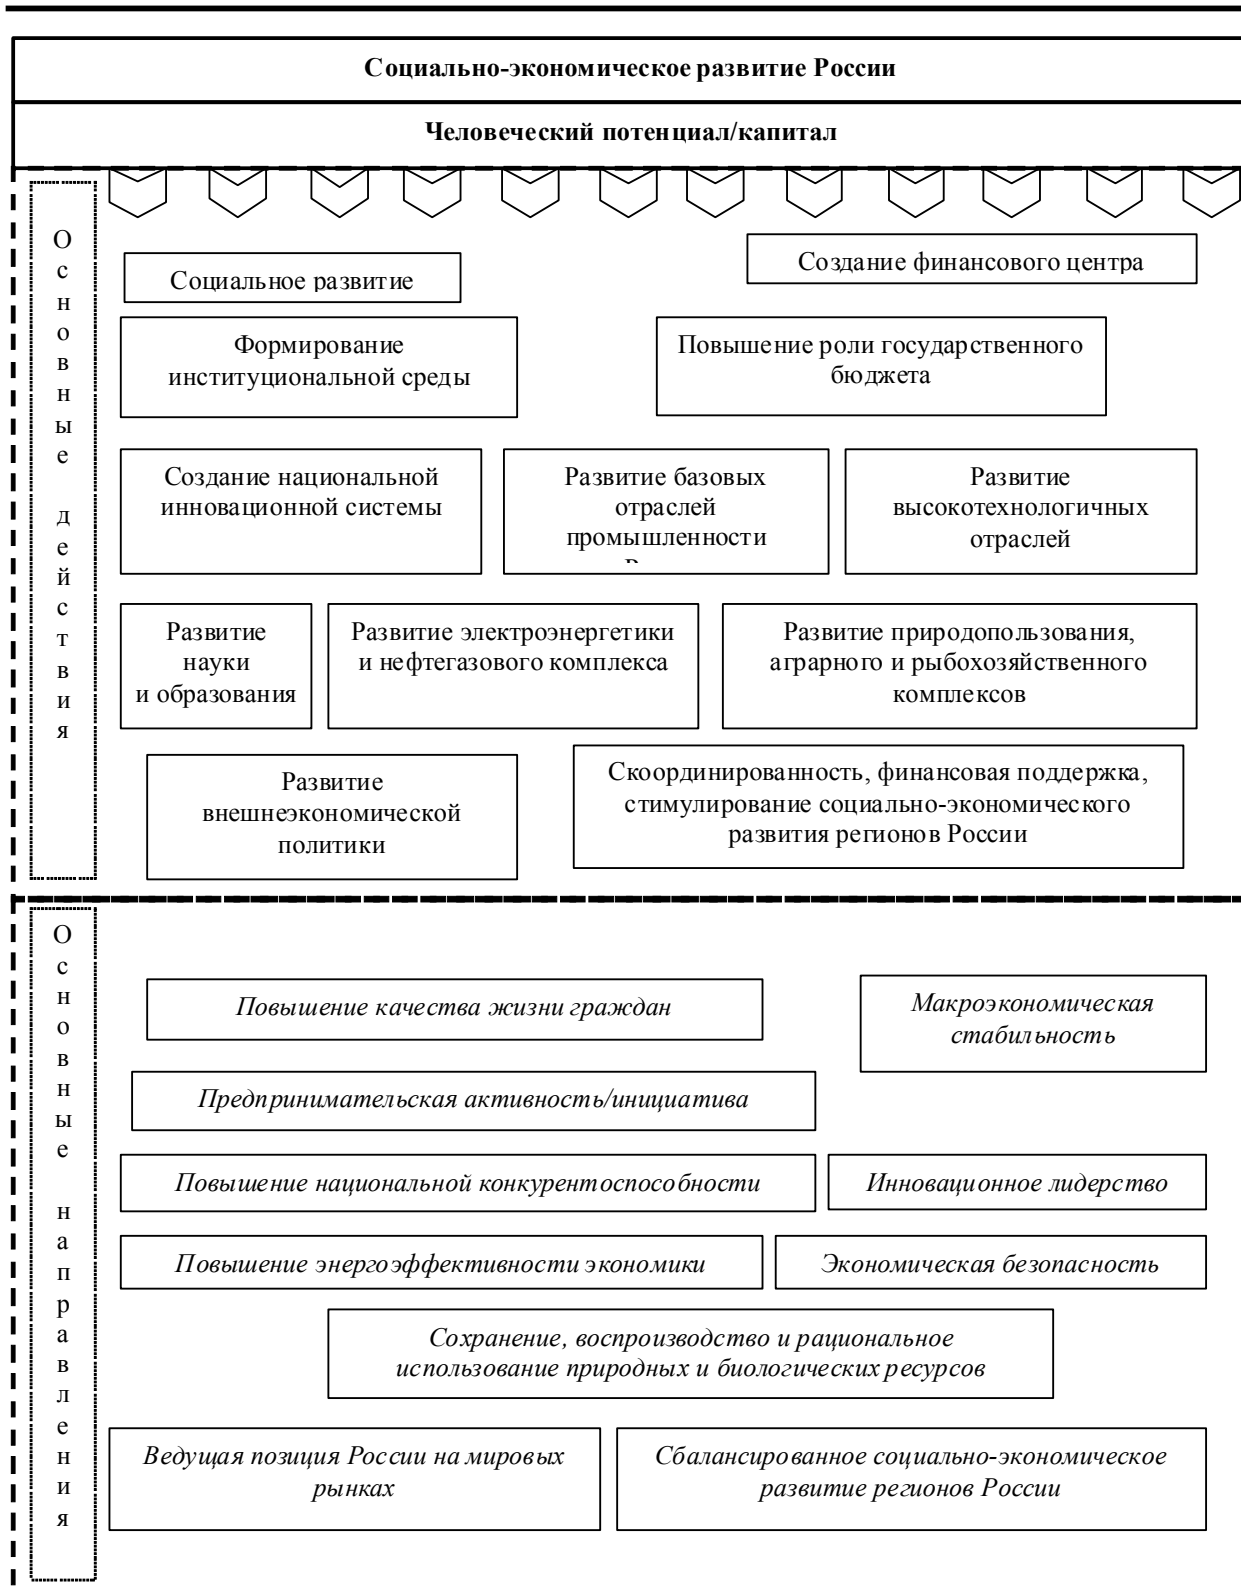 Социально-экономическое развитие России
Человеческий потенциал/капитал
Основные действия
Социальное развитие
Создание финансового центра
Формирование
институциональной среды
Повышение роли государственного
бюджета
Создание национальной
инновационной системы
Развитие базовых
отраслей
промышленности
Развитие
высокотехнологичных
отраслей
Развитие
науки
и образования
Развитие электроэнергетики
и нефтегазового комплекса
Развитие природопользования,
аграрного и рыбохозяйственного
комплексов
Развитие
внешнеэкономической
политики
Скоординированность, финансовая поддержка,
стимулирование социально-экономического
развития регионов России
Основные направления
Повышение качества жизни граждан
Макроэкономическая
стабильность
Предпринимательская активность/инициатива
Повышение национальной конкурентоспособности
Инновационное лидерство
Повышение энергоэффективности экономики
Экономическая безопасность
Сохранение, воспроизводство и рациональное
использование природных и биологических ресурсов
Ведущая позиция России на мировых
рынках
Сбалансированное социально-экономическое
развитие регионов России